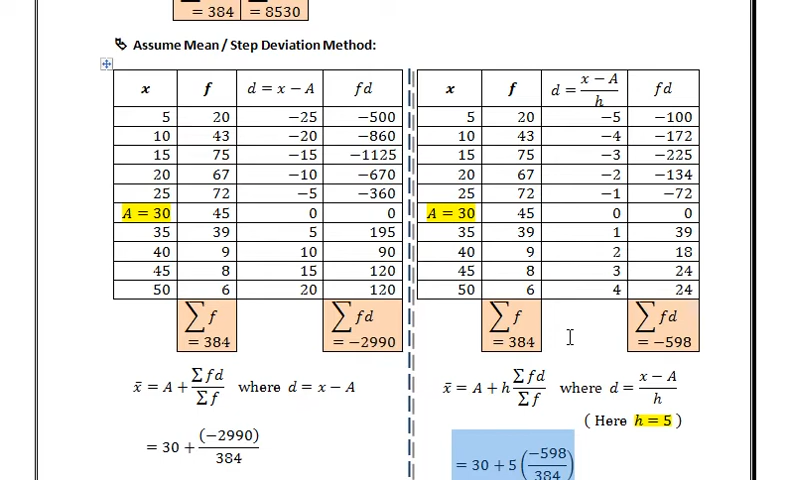 = 384 = 8530
Assume Mean / Step Deviation Method:
x f d = x − A fd
5 20 −25 −500
10 43 −20 −860
15 75 −15 −1125
20 67 −10 −670
25 72 −5 −360
A = 30 45 0 0
35 39 5 195
40 9 10 90
45 8 15 120
50 6 20 120
∑ f = 384 ∑ fd = −2990
x̄ = A + Σ fd / Σ f where d = x − A
= 30 + (−2990) / 384
x f d = x − A / h fd
5 20 −5 −100
10 43 −4 −172
15 75 −3 −225
20 67 −2 −134
25 72 −1 −72
A = 30 45 0 0
35 39 1 39
40 9 2 18
45 8 3 24
50 6 4 24
∑ f = 384 ∑ fd = −598
x̄ = A + h Σ fd / Σ f where d = x − A / h
( Here h = 5 )
= 30 + 5 ( −598 / 384 )